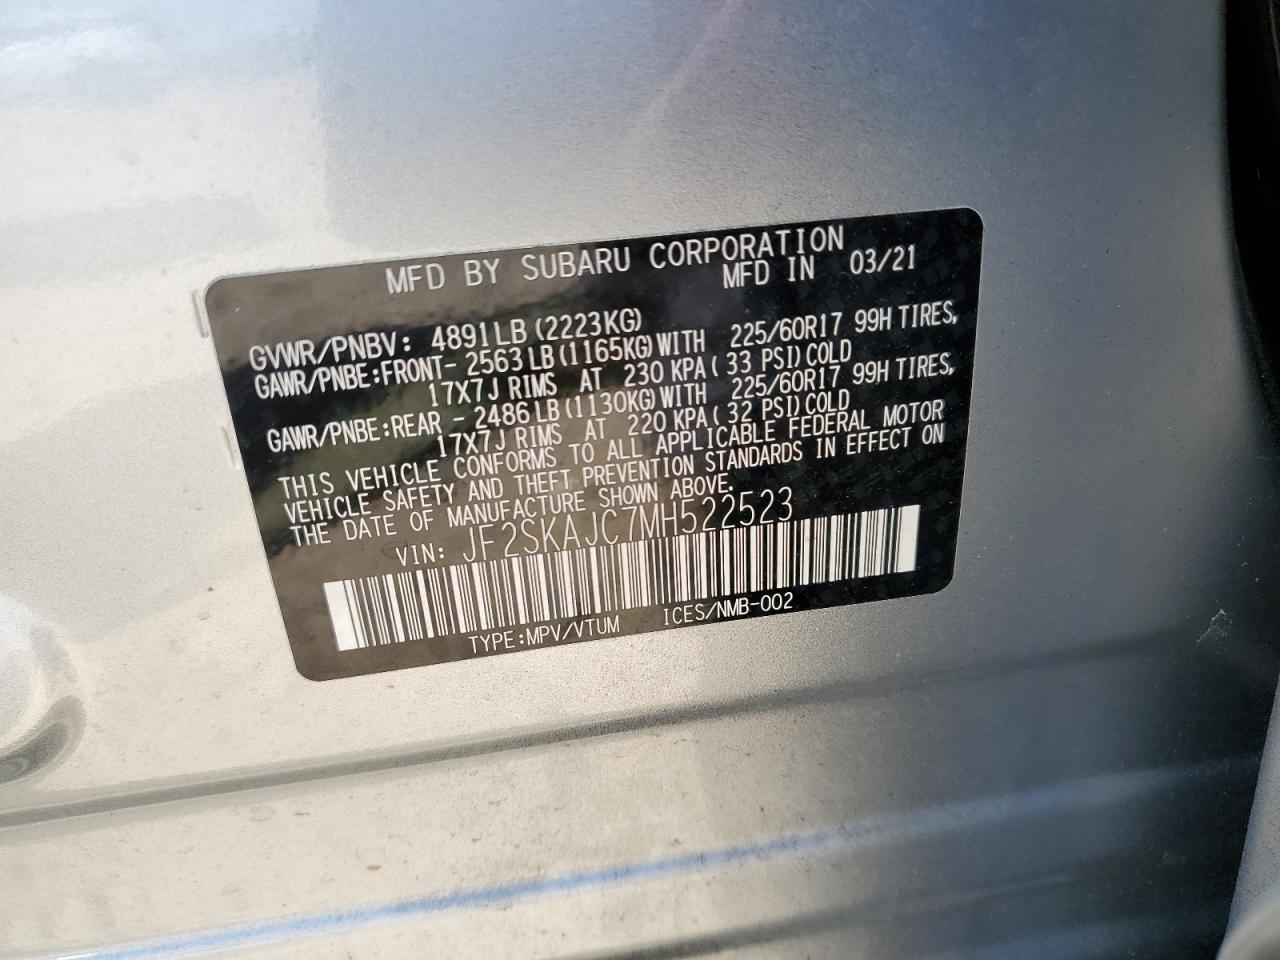 MFD BY SUBARU CORPORATION
MFD IN 03/21
GVWR/PNBV: 4891LB (2223KG)
GAWR/PNBE:FRONT- 2563 LB (1165KG) WITH 225/60R17 99H TIRES,
17X7J RIMS AT 230 KPA ( 33 PSI) COLD
GAWR/PNBE:REAR - 2486 LB (1130KG) WITH 225/60R17 99H TIRES,
17X7J RIMS AT 220 KPA ( 32 PSI) COLD
THIS VEHICLE CONFORMS TO ALL APPLICABLE FEDERAL MOTOR
VEHICLE SAFETY AND THEFT PREVENTION STANDARDS IN EFFECT ON
THE DATE OF MANUFACTURE SHOWN ABOVE.
VIN: JF2SKAJC7MH522523
TYPE:MPV/VTUM ICES/NMB-002